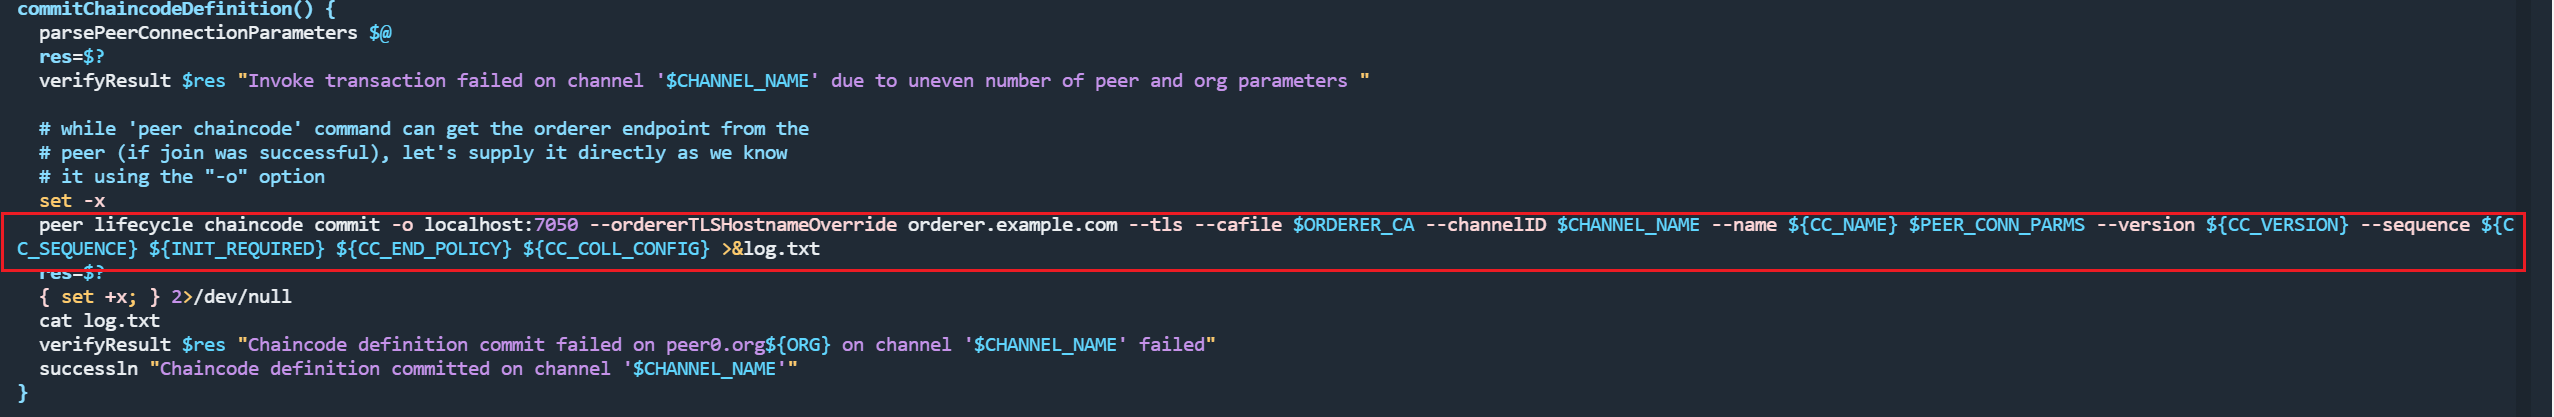 commitChaincodeDefinition() {
  parsePeerConnectionParameters $@
  res=$?
  verifyResult $res "Invoke transaction failed on channel '$CHANNEL_NAME' due to uneven number of peer and org parameters "

  # while 'peer chaincode' command can get the orderer endpoint from the
  # peer (if join was successful), let's supply it directly as we know
  # it using the "-o" option
  set -x
  peer lifecycle chaincode commit -o localhost:7050 --ordererTLSHostnameOverride orderer.example.com --tls --cafile $ORDERER_CA --channelID $CHANNEL_NAME --name ${CC_NAME} $PEER_CONN_PARMS --version ${CC_VERSION} --sequence ${C
C_SEQUENCE} ${INIT_REQUIRED} ${CC_END_POLICY} ${CC_COLL_CONFIG} >&log.txt
  res=$?
  { set +x; } 2>/dev/null
  cat log.txt
  verifyResult $res "Chaincode definition commit failed on peer0.org${ORG} on channel '$CHANNEL_NAME' failed"
  successln "Chaincode definition committed on channel '$CHANNEL_NAME'"
}